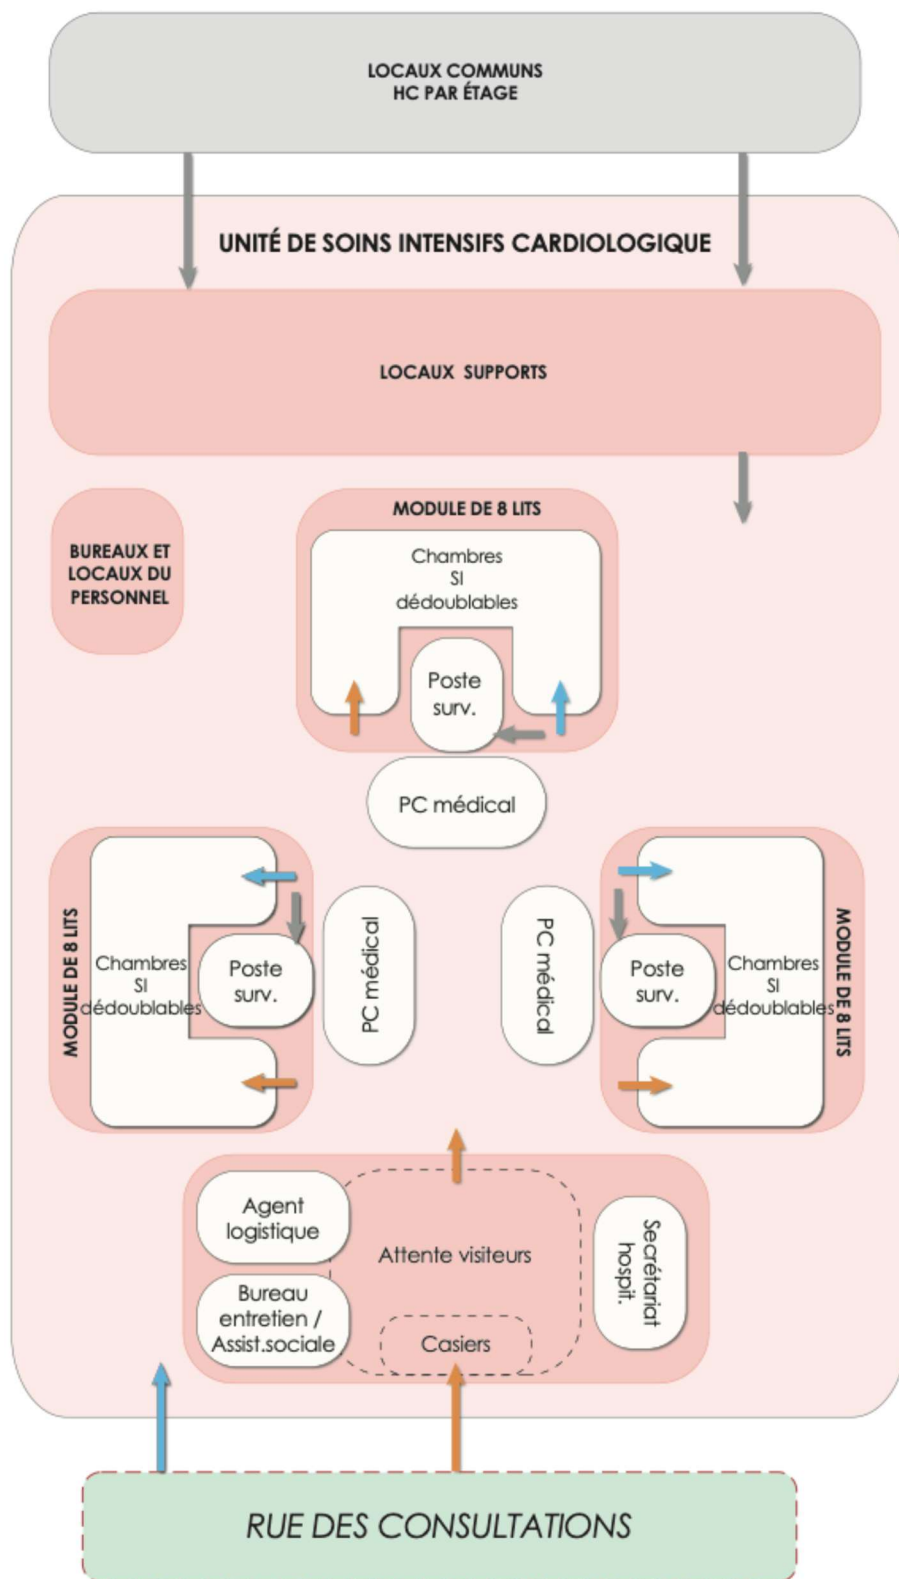 LOCAUX COMMUNS
HC PAR ÉTAGE
UNITÉ DE SOINS INTENSIFS CARDIOLOGIQUE
LOCAUX SUPPORTS
BUREAUX ET
LOCAUX DU
PERSONNEL
MODULE DE 8 LITS
Chambres
SI
dédoublables
Poste
surv.
PC médical
MODULE DE 8 LITS
Chambres
SI
dédoublables
Poste
surv.
PC médical
PC médical
Poste
surv.
Chambres
SI
dédoublables
MODULE DE 8 LITS
Agent
logistique
Bureau
entretien /
Assist.sociale
Attente visiteurs
Casiers
Secrétariat
hospit.
RUE DES CONSULTATIONS